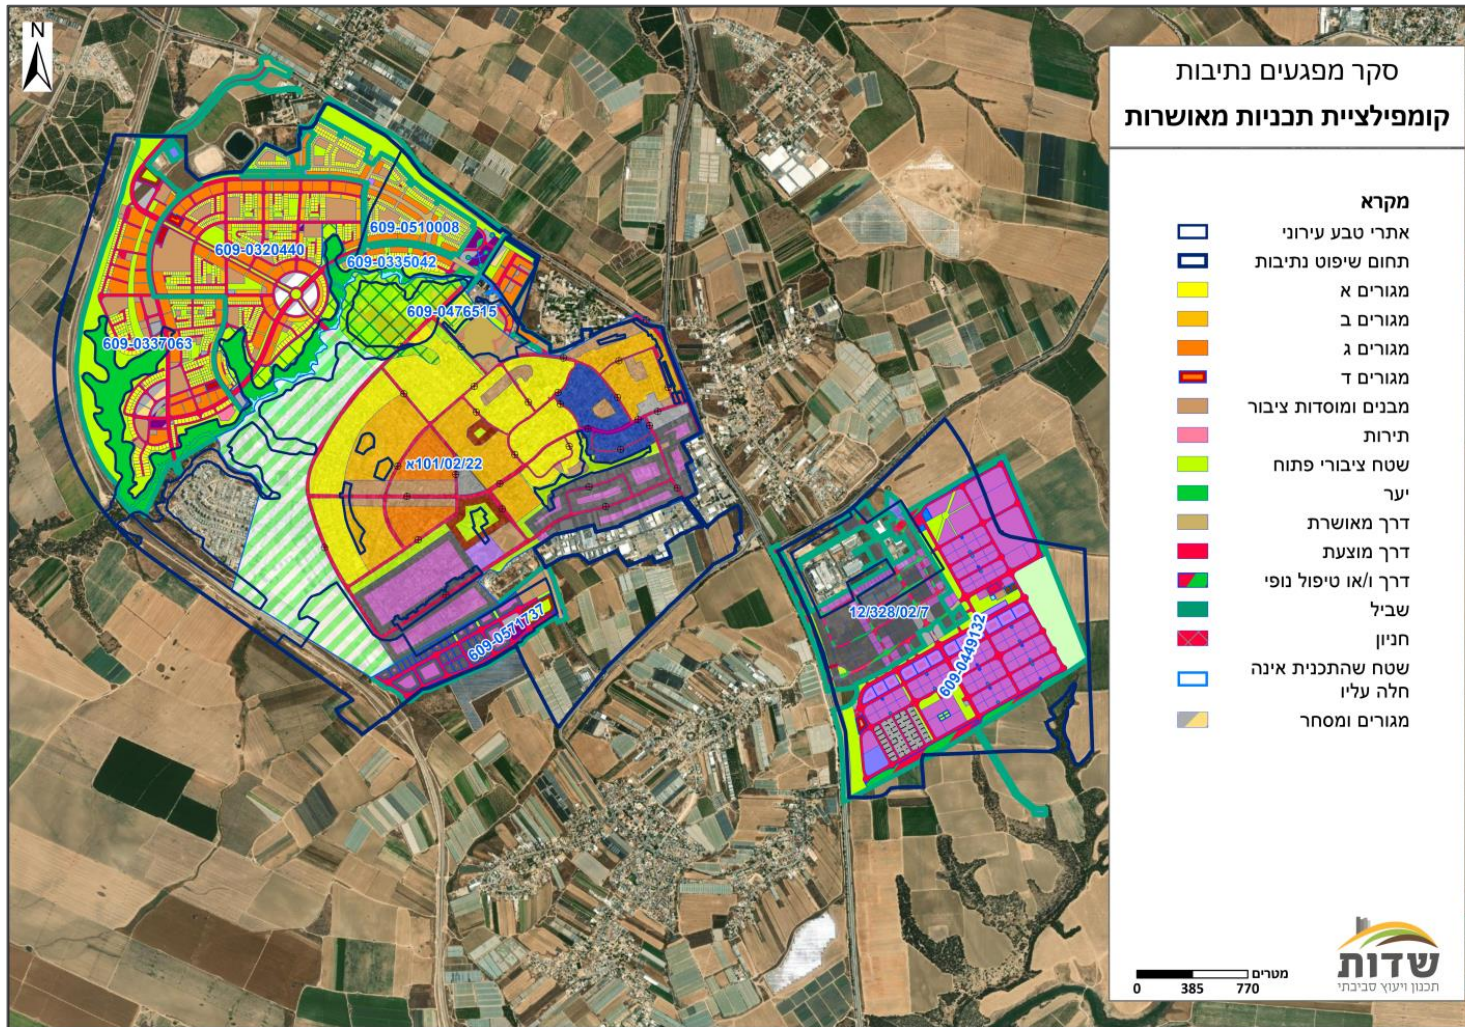 N
סקר מפגעים נתיבות
קומפילציית תכניות מאושרות
מקרא
אתרי טבע עירוני
תחום שיפוט נתיבות
מגורים א
מגורים ב
מגורים ג
מגורים ד
מבנים ומוסדות ציבור
תירות
שטח ציבורי פתוח
יער
דרך מאושרת
דרך מוצעת
דרך ו/או טיפול נופי
שביל
חניון
שטח שהתכנית אינה
חלה עליו
מגורים ומסחר
609-0510008
609-0320440
609-0335042
609-0476515
609-0337063
101/02/22א
609-0571737
12/328/02/7
609-0449132
מטרים
0 385 770
שדות
תכנון ויעוץ סביבתי